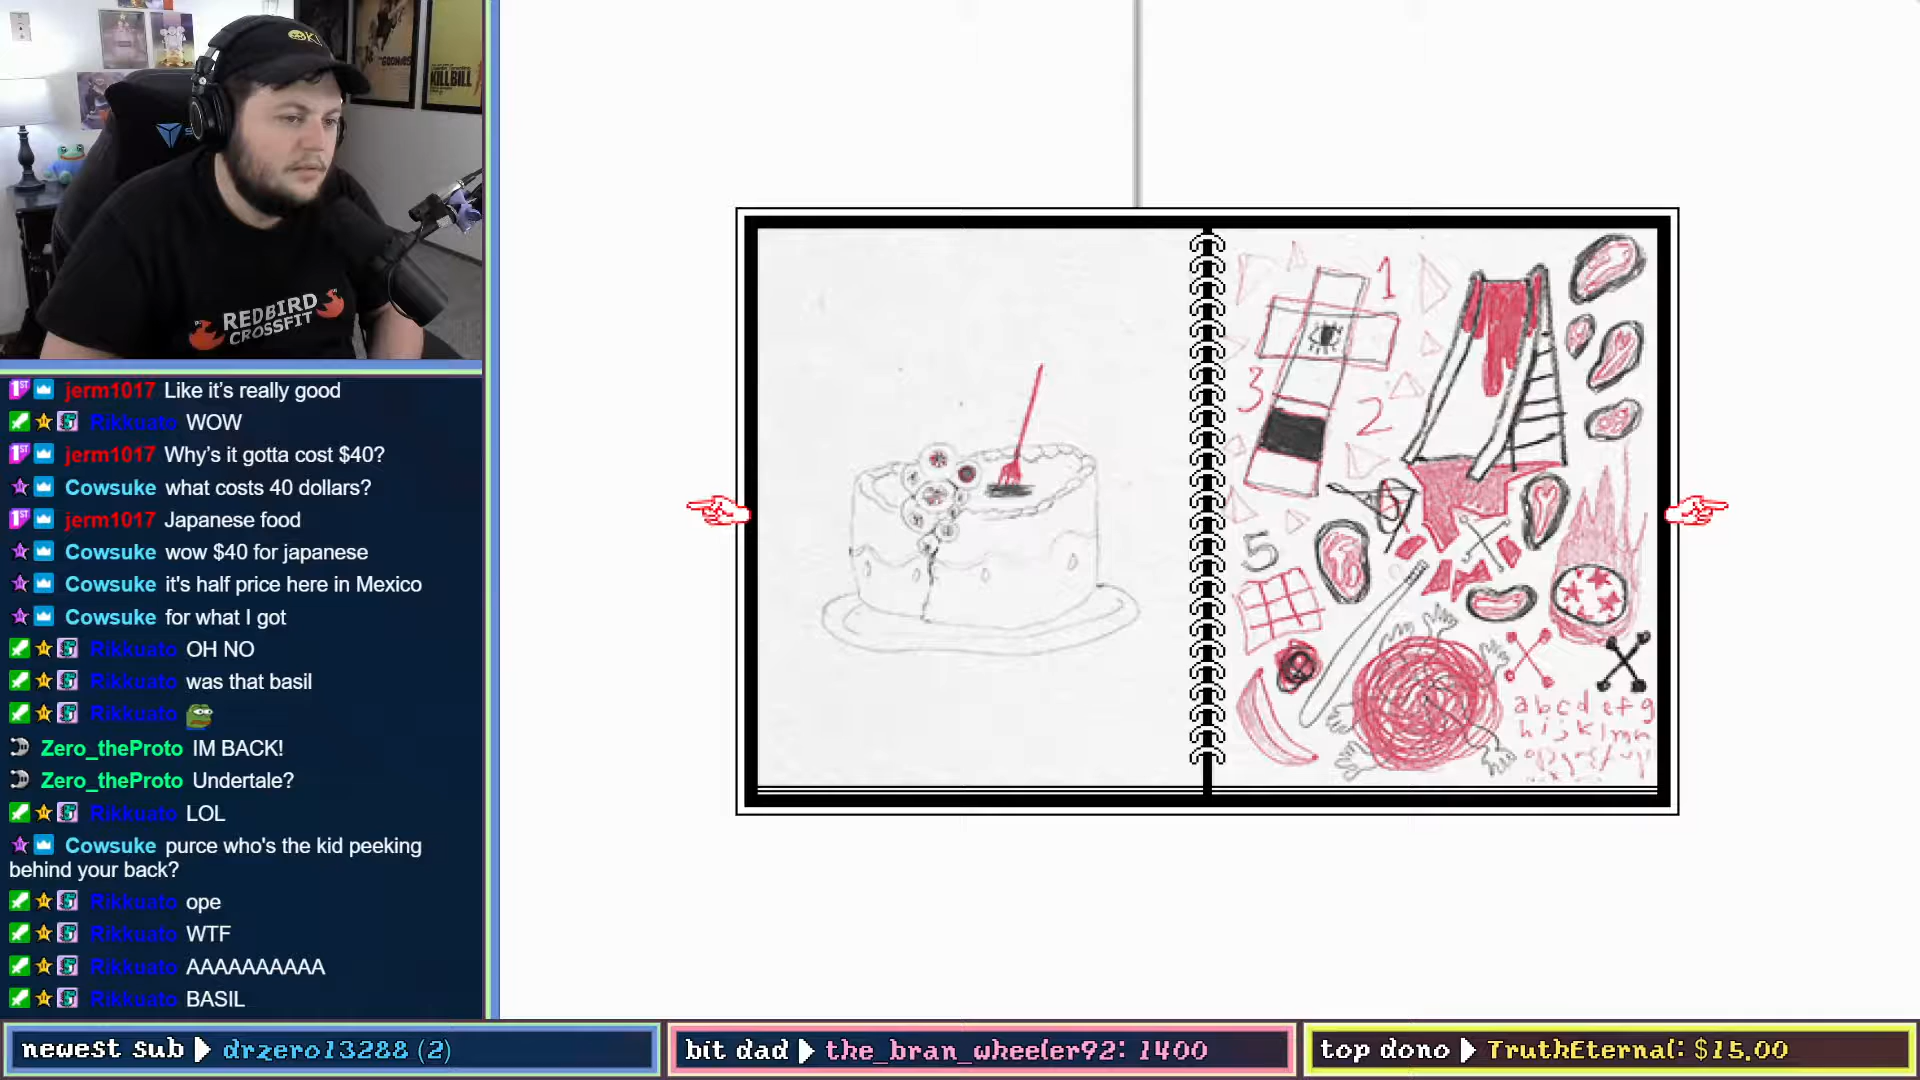 OK
KILL BILL
REDBIRD
CROSSFIT
jerm1017 Like it's really good
Rikkuato WOW
jerm1017 Why's it gotta cost $40?
Cowsuke what costs 40 dollars?
jerm1017 Japanese food
Cowsuke wow $40 for japanese
Cowsuke it's half price here in Mexico
Cowsuke for what I got
Rikkuato OH NO
Rikkuato was that basil
Rikkuato
Zero_theProto IM BACK!
Zero_theProto Undertale?
Rikkuato LOL
Cowsuke purce who's the kid peeking
behind your back?
Rikkuato ope
Rikkuato WTF
Rikkuato AAAAAAAAAA
Rikkuato BASIL
1
3
2
5
a b c d e f g
h i j k l m n
newest sub drzero13288 (2)
bit dad the_bran_wheeler92: 1400
top dono TruthEternal: $15.00